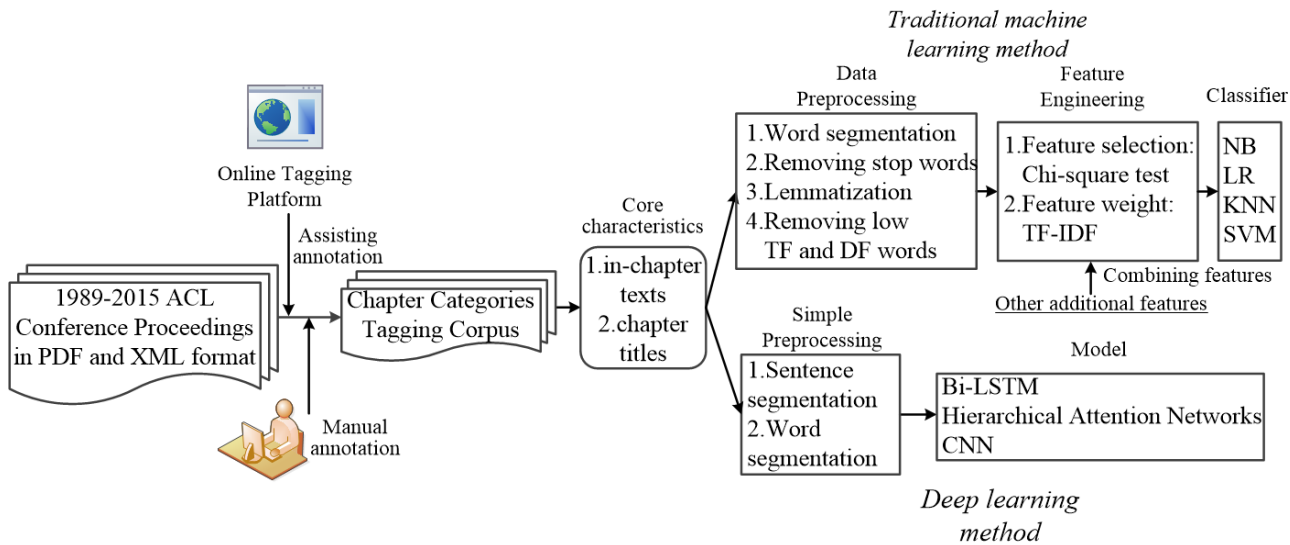 Traditional machine
learning method
Online Tagging
Platform
Assisting
annotation
1989-2015 ACL
Conference Proceedings
in PDF and XML format
Manual
annotation
Chapter Categories
Tagging Corpus
Core
characteristics
1.in-chapter
texts
2.chapter
titles
Data
Preprocessing
1.Word segmentation
2.Removing stop words
3.Lemmatization
4.Removing low
TF and DF words
Feature
Engineering
1.Feature selection:
Chi-square test
2.Feature weight:
TF-IDF
Combining features
Other additional features
Classifier
NB
LR
KNN
SVM
Simple
Preprocessing
1.Sentence
segmentation
2.Word
segmentation
Model
Bi-LSTM
Hierarchical Attention Networks
CNN
Deep learning
method